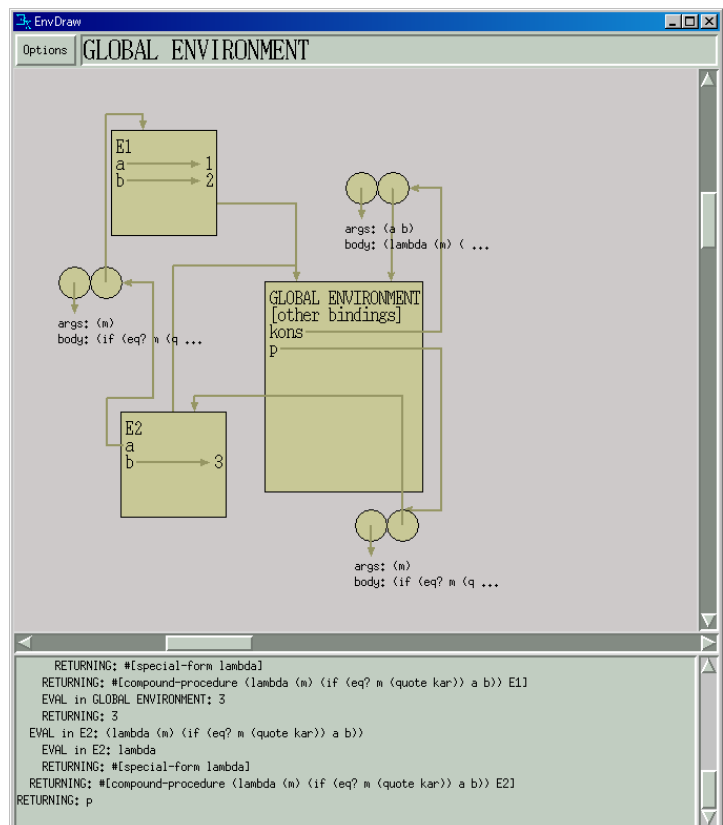 EnvDraw
Options GLOBAL ENVIRONMENT
E1
a 1
b 2
args: (a b)
body: (lambda (m) ( ...
args: (m)
body: (if (eq? m (q ...
GLOBAL ENVIRONMENT
[other bindings]
kons
p
E2
a
b 3
args: (m)
body: (if (eq? m (q ...
RETURNING: #[special-form lambda]
RETURNING: #[compound-procedure (lambda (m) (if (eq? m (quote kar)) a b)) E1]
EVAL in GLOBAL ENVIRONMENT: 3
RETURNING: 3
EVAL in E2: (lambda (m) (if (eq? m (quote kar)) a b))
EVAL in E2: lambda
RETURNING: #[special-form lambda]
RETURNING: #[compound-procedure (lambda (m) (if (eq? m (quote kar)) a b)) E2]
RETURNING: p